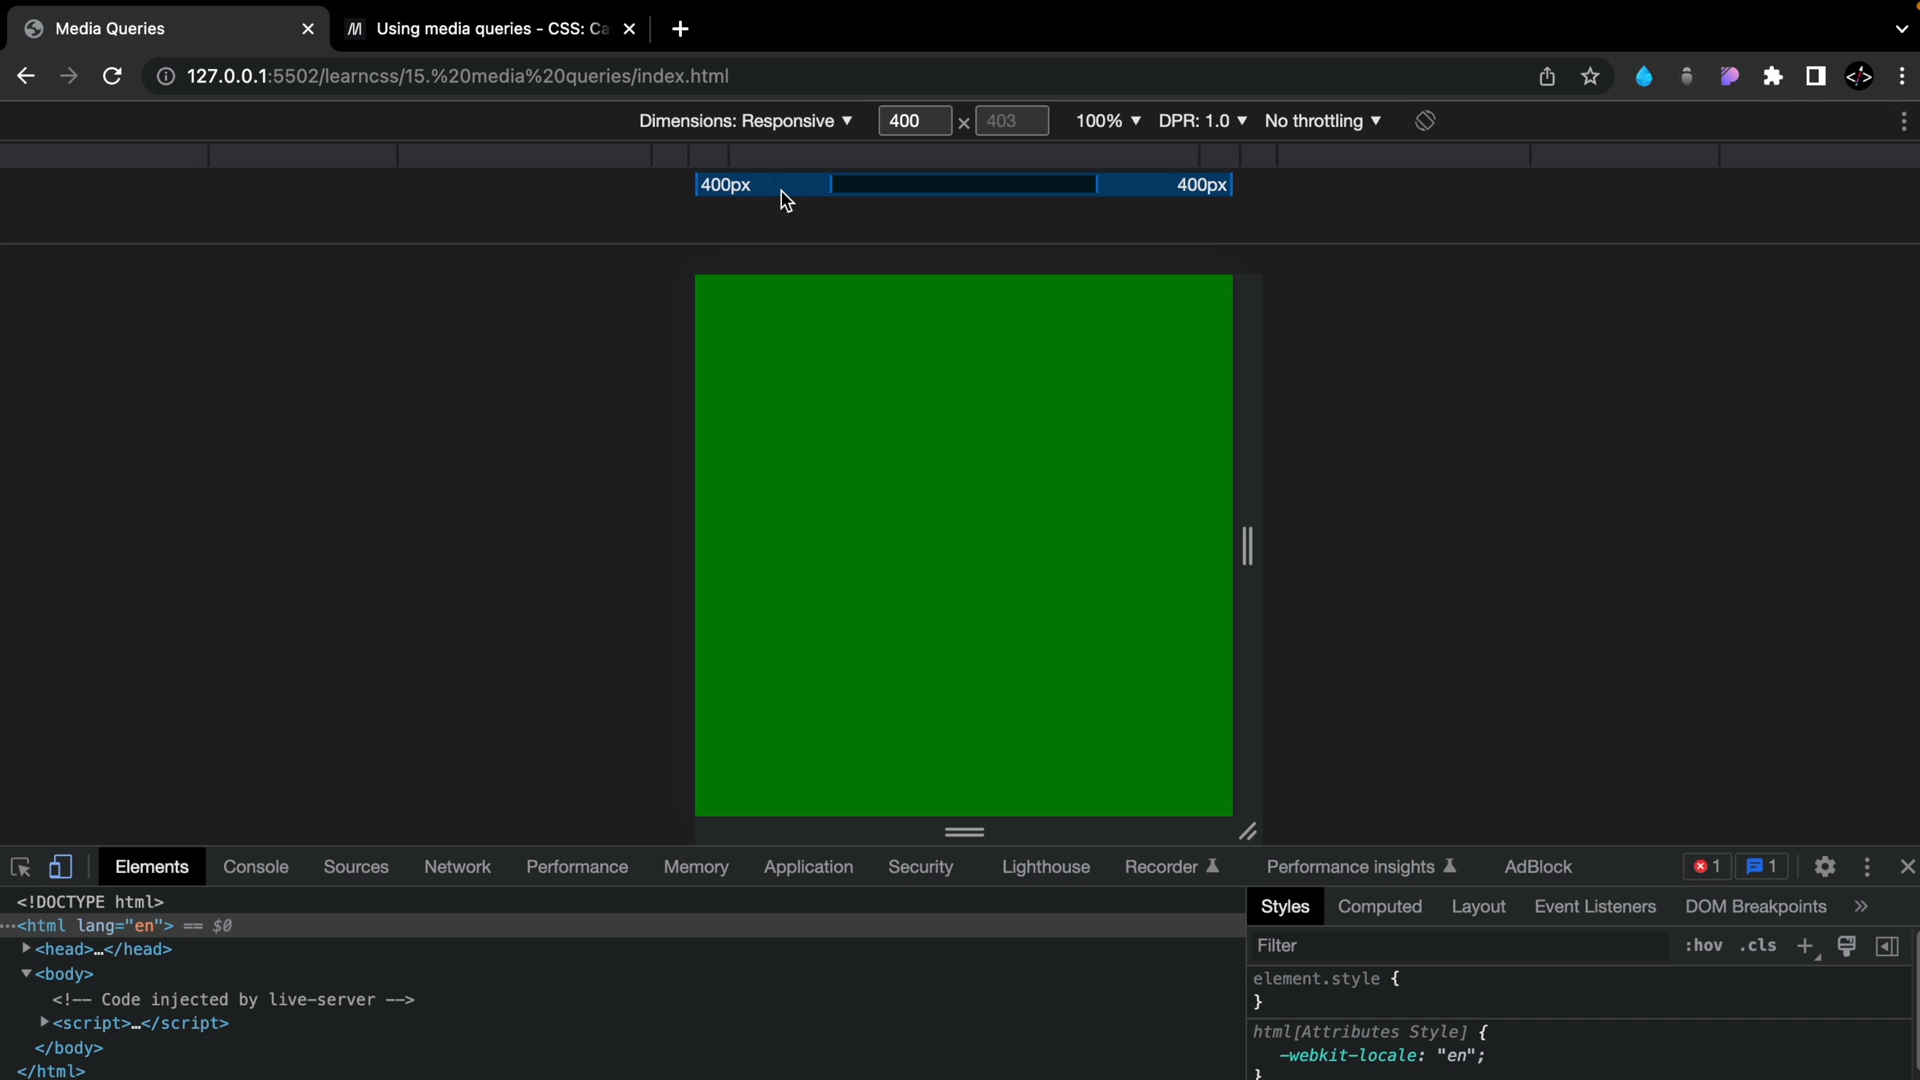 Media Queries
Using media queries - CSS: Ca
127.0.0.1:5502/learncss/15.%20media%20queries/index.html
Dimensions: Responsive 400 × 403 100% DPR: 1.0 No throttling
400px 400px
Elements Console Sources Network Performance Memory Application Security Lighthouse Recorder Performance insights AdBlock 1 1
<!DOCTYPE html>
…<html lang="en"> == $0
<head>…</head>
<body>
<!-- Code injected by live-server -->
<script>…</script>
</body>
</html>
Styles Computed Layout Event Listeners DOM Breakpoints »
Filter :hov .cls +
element.style {
}
html[Attributes Style] {
-webkit-locale: "en";
}